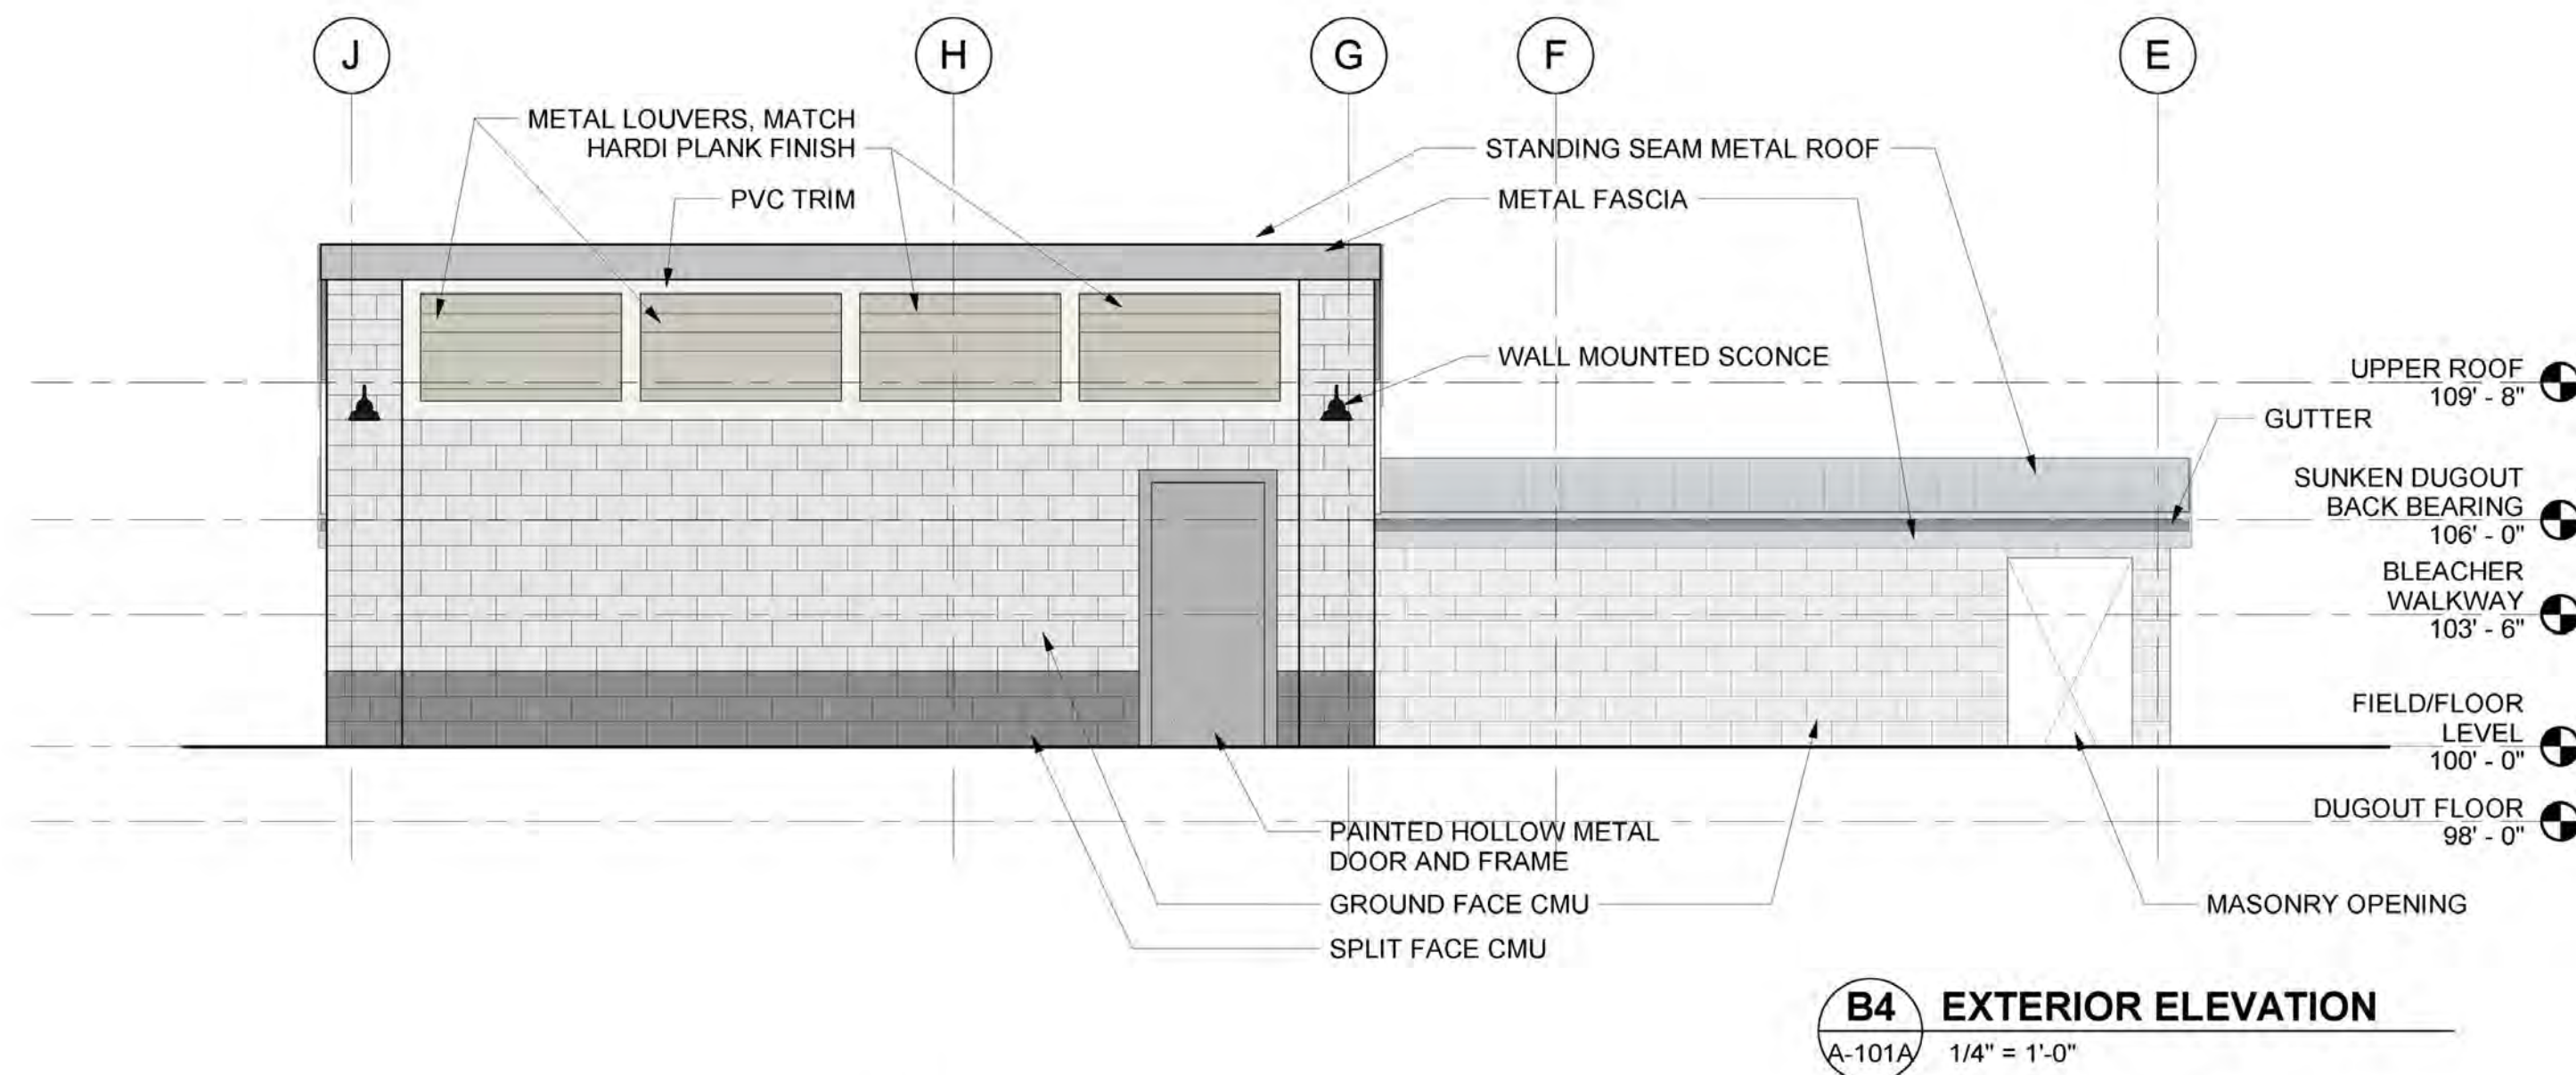 J
H
G
F
E
METAL LOUVERS, MATCH
HARDI PLANK FINISH
PVC TRIM
STANDING SEAM METAL ROOF
METAL FASCIA
WALL MOUNTED SCONCE
UPPER ROOF
109' - 8"
GUTTER
SUNKEN DUGOUT
BACK BEARING
106' - 0"
BLEACHER
WALKWAY
103' - 6"
FIELD/FLOOR
LEVEL
100' - 0"
DUGOUT FLOOR
98' - 0"
PAINTED HOLLOW METAL
DOOR AND FRAME
GROUND FACE CMU
MASONRY OPENING
SPLIT FACE CMU
B4 EXTERIOR ELEVATION
A-101A 1/4" = 1'-0"